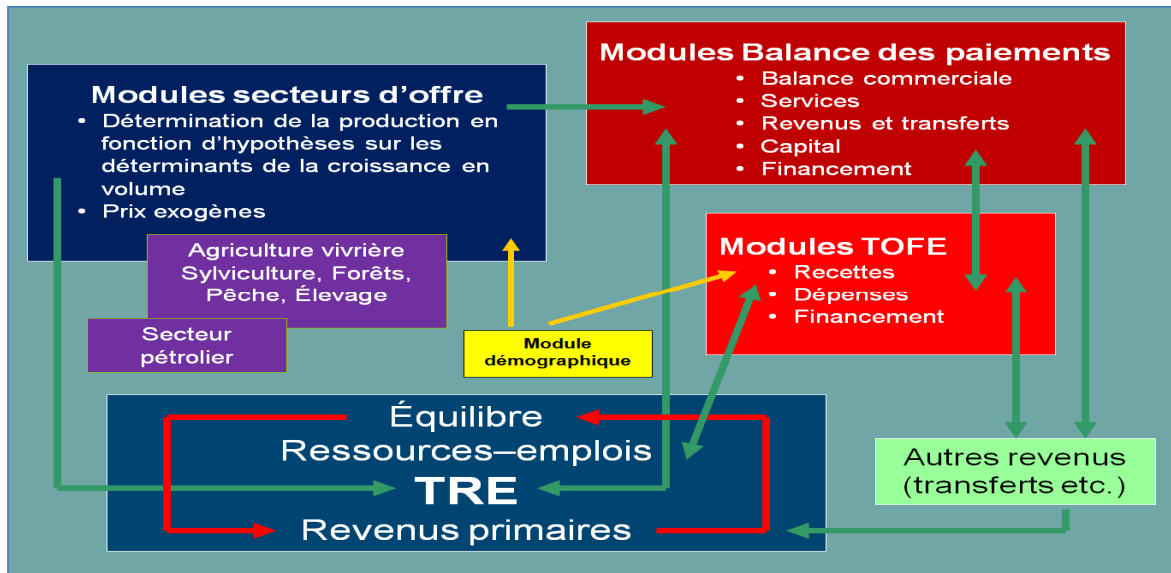 Modules secteurs d'offre
• Détermination de la production en
fonction d'hypothèses sur les
déterminants de la croissance en
volume
• Prix exogènes
Agriculture vivrière
Sylviculture, Forêts,
Pêche, Élevage
Secteur
pétrolier
Modules Balance des paiements
• Balance commerciale
• Services
• Revenus et transferts
• Capital
• Financement
Modules TOFE
• Recettes
• Dépenses
• Financement
Module
démographique
Équilibre
Ressources–emplois
TRE
Revenus primaires
Autres revenus
(transferts etc.)